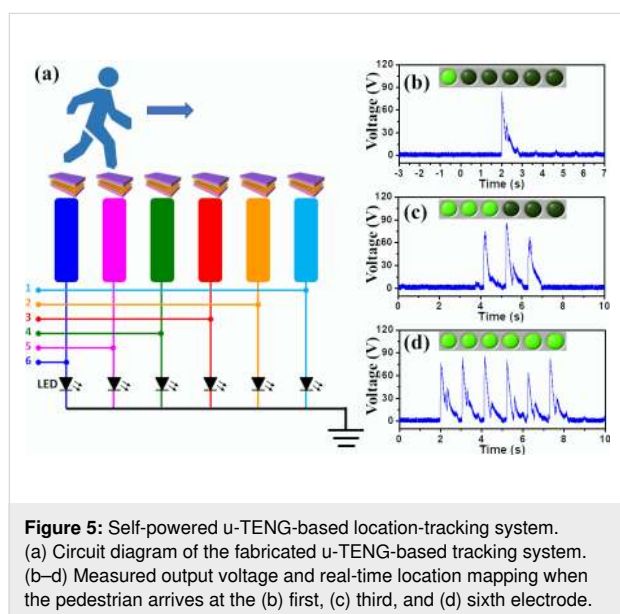 (a)
1
2
3
4
5
6
LED
(b)
Voltage (V)
90
60
30
0
-3 -2 -1 0 1 2 3 4 5 6 7
Time (s)
(c)
Voltage (V)
120
90
60
30
0
0 2 4 6 8 10
Time (s)
(d)
Voltage (V)
120
90
60
30
0
0 2 4 6 8 10
Time (s)
Figure 5: Self-powered u-TENG-based location-tracking system.
(a) Circuit diagram of the fabricated u-TENG-based tracking system.
(b–d) Measured output voltage and real-time location mapping when
the pedestrian arrives at the (b) first, (c) third, and (d) sixth electrode.